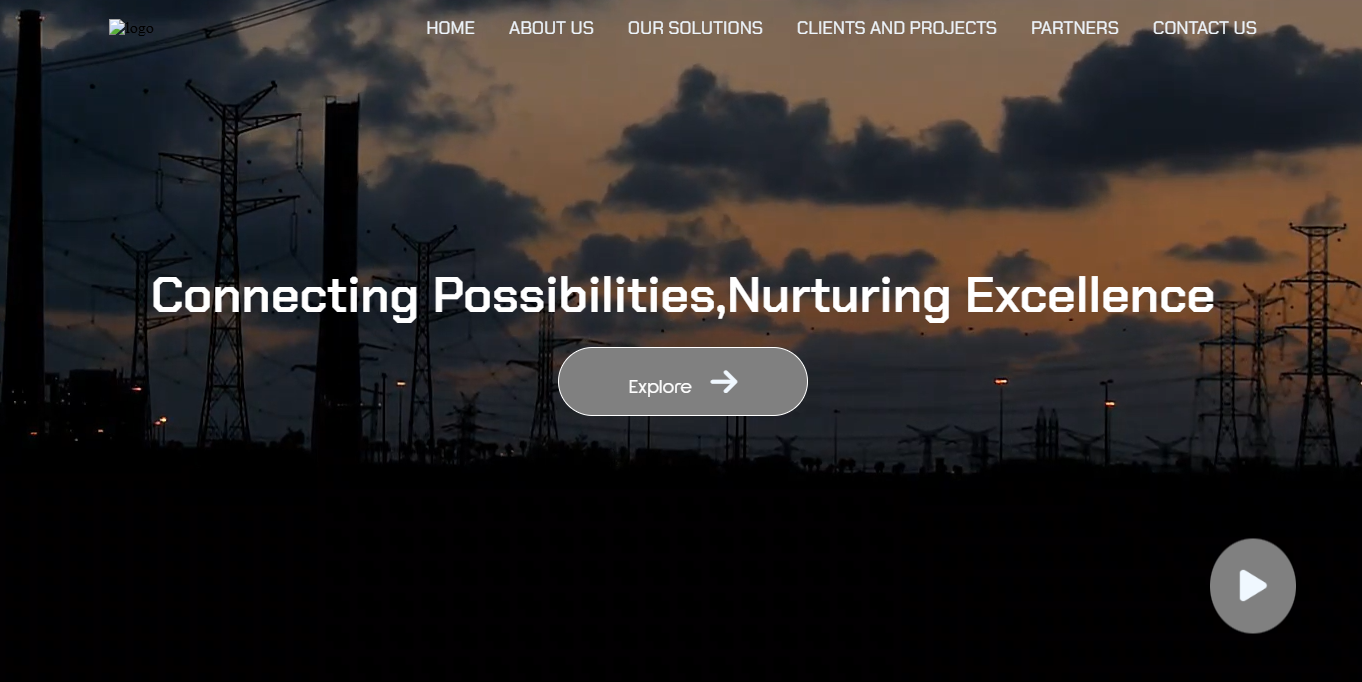 logo
HOME ABOUT US OUR SOLUTIONS CLIENTS AND PROJECTS PARTNERS CONTACT US
Connecting Possibilities,Nurturing Excellence
Explore